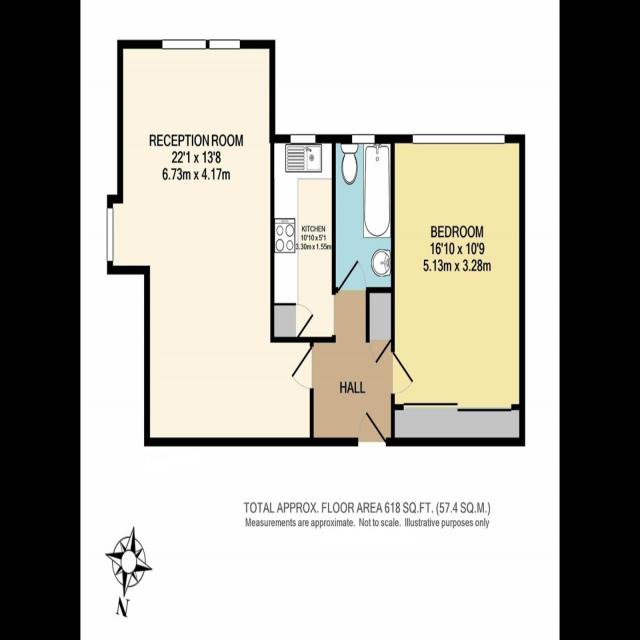 RECEPTION ROOM
22'1 x 13'8
6.73m x 4.17m
KITCHEN
10'10 x 5'1
3.30m x 1.55m
BEDROOM
16'10 x 10'9
5.13m x 3.28m
HALL
TOTAL APPROX. FLOOR AREA 618 SQ.FT. (57.4 SQ.M.)
Measurements are approximate. Not to scale. Illustrative purposes only
N